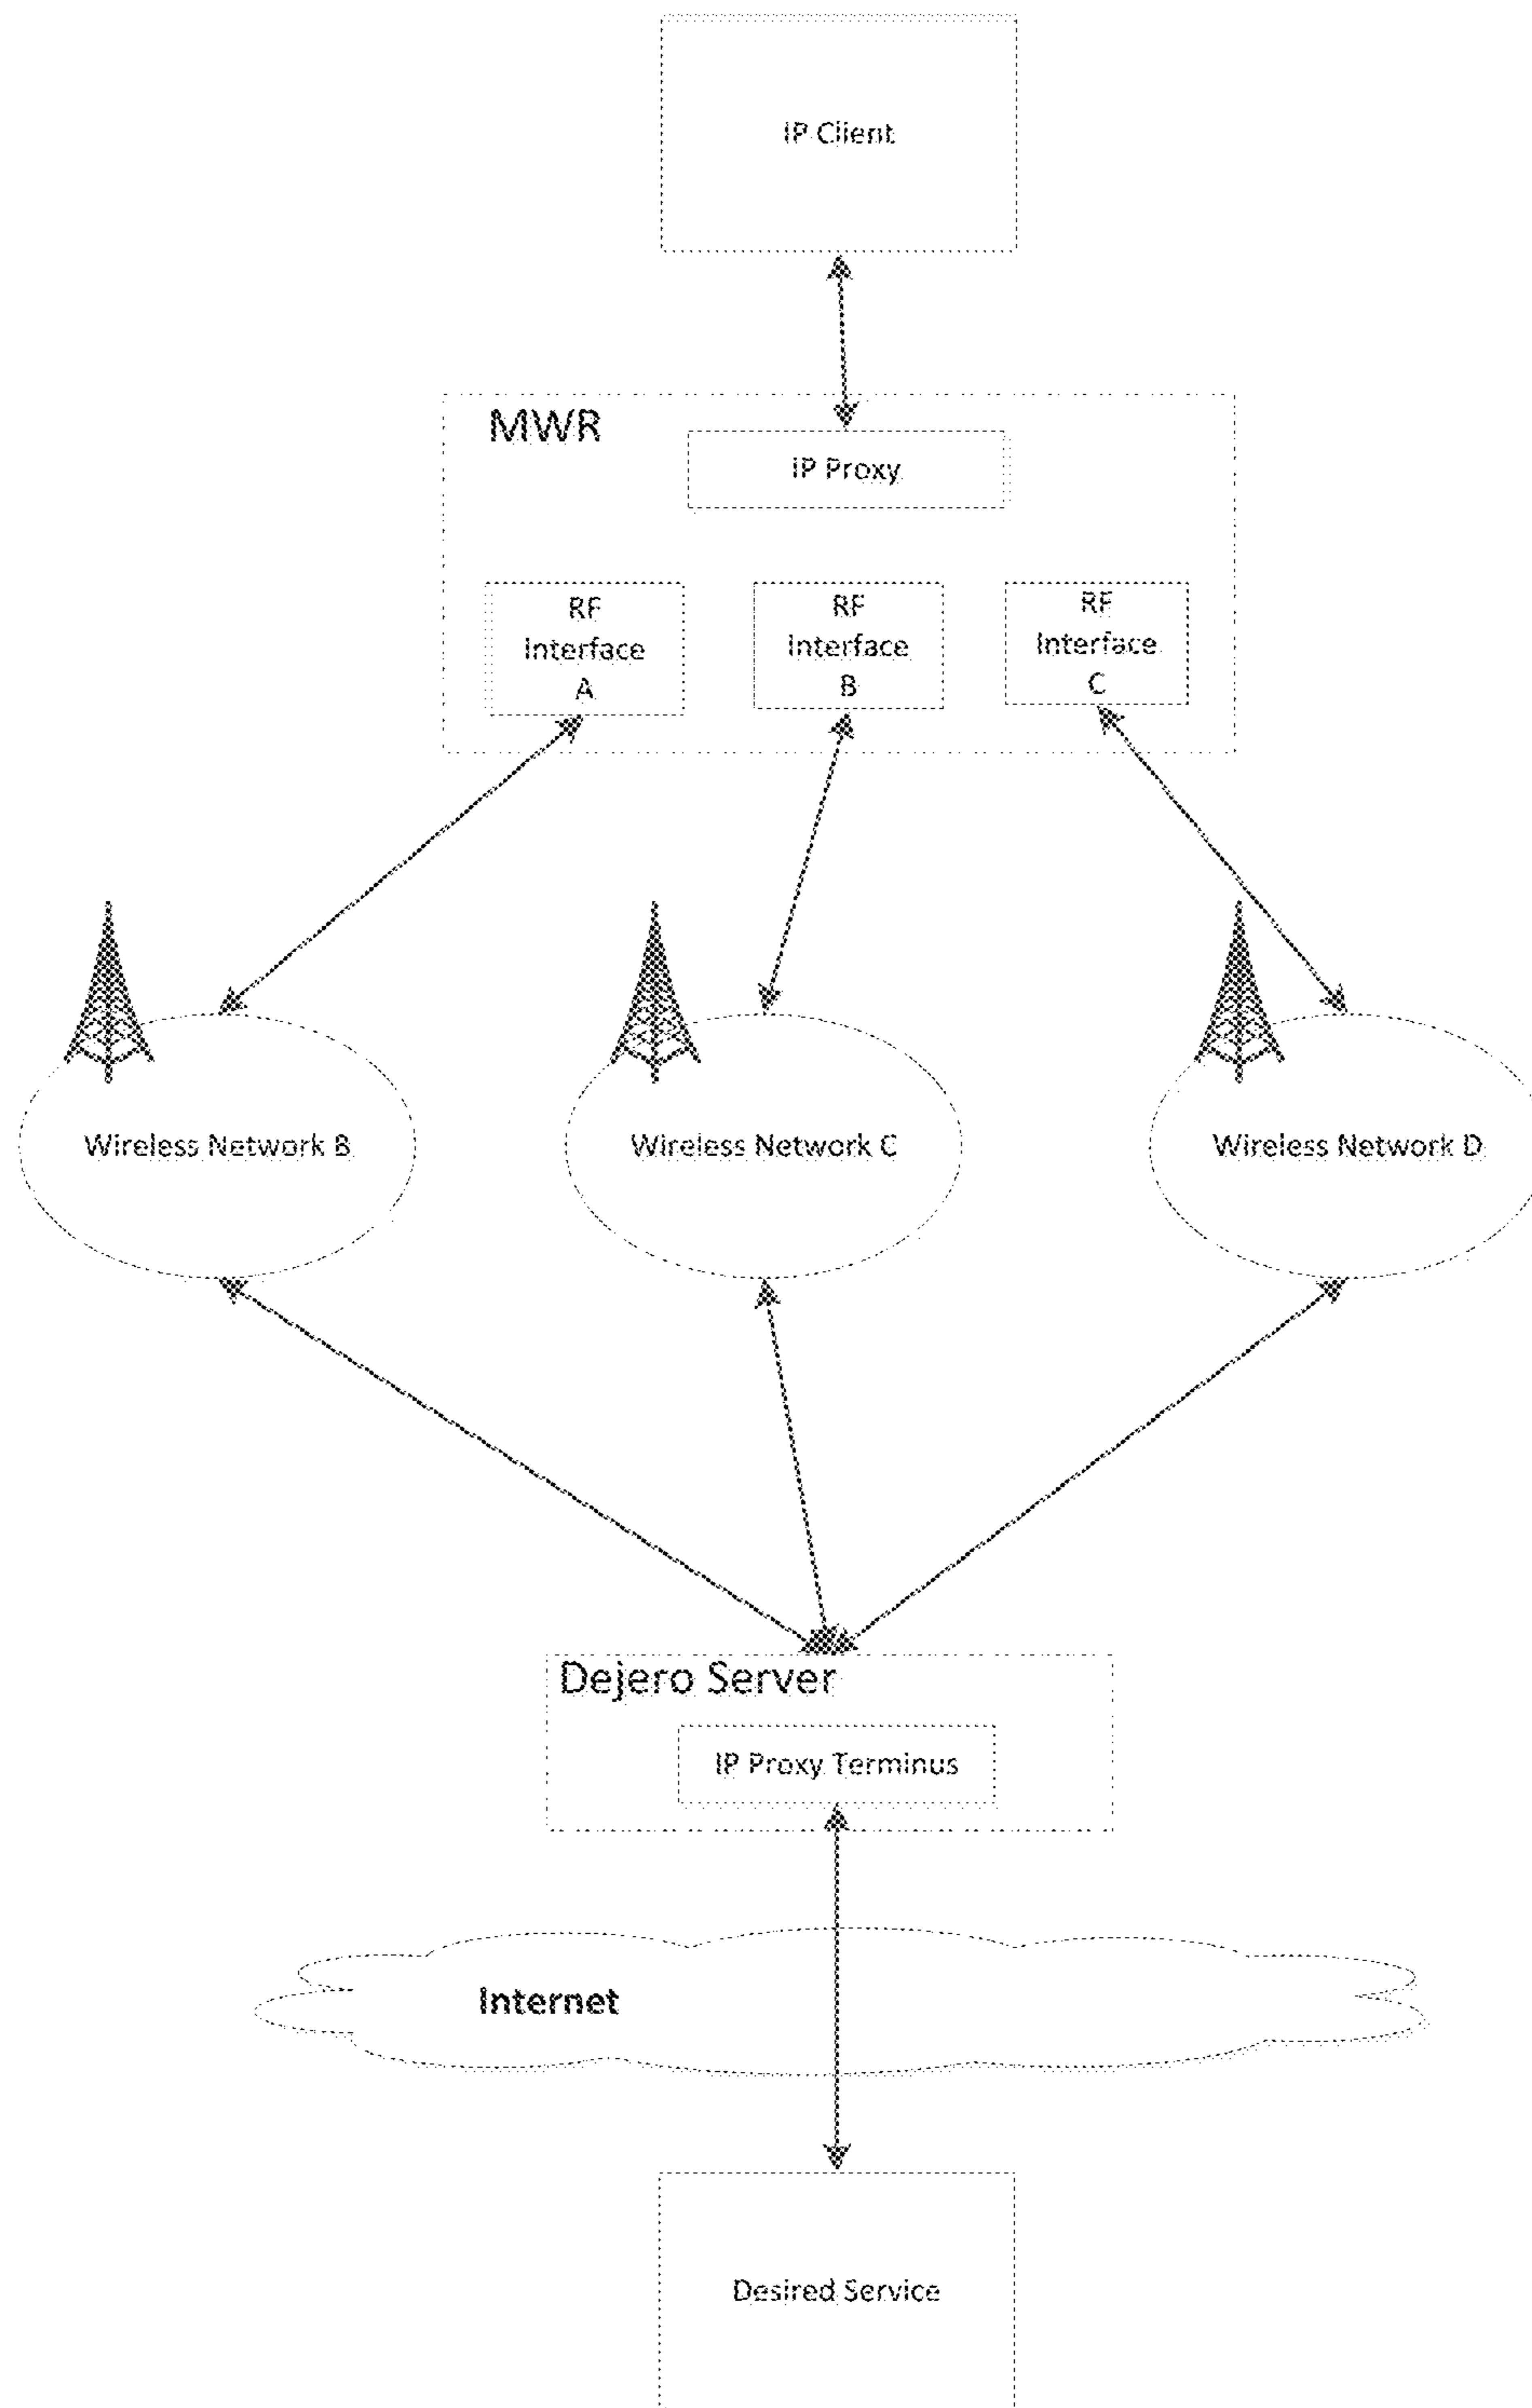 IP Client
MWR
IP Proxy
RF
Interface
A
RF
Interface
B
RF
Interface
C
Wireless Network B
Wireless Network C
Wireless Network D
Dejero Server
IP Proxy Terminus
Internet
Desired Service